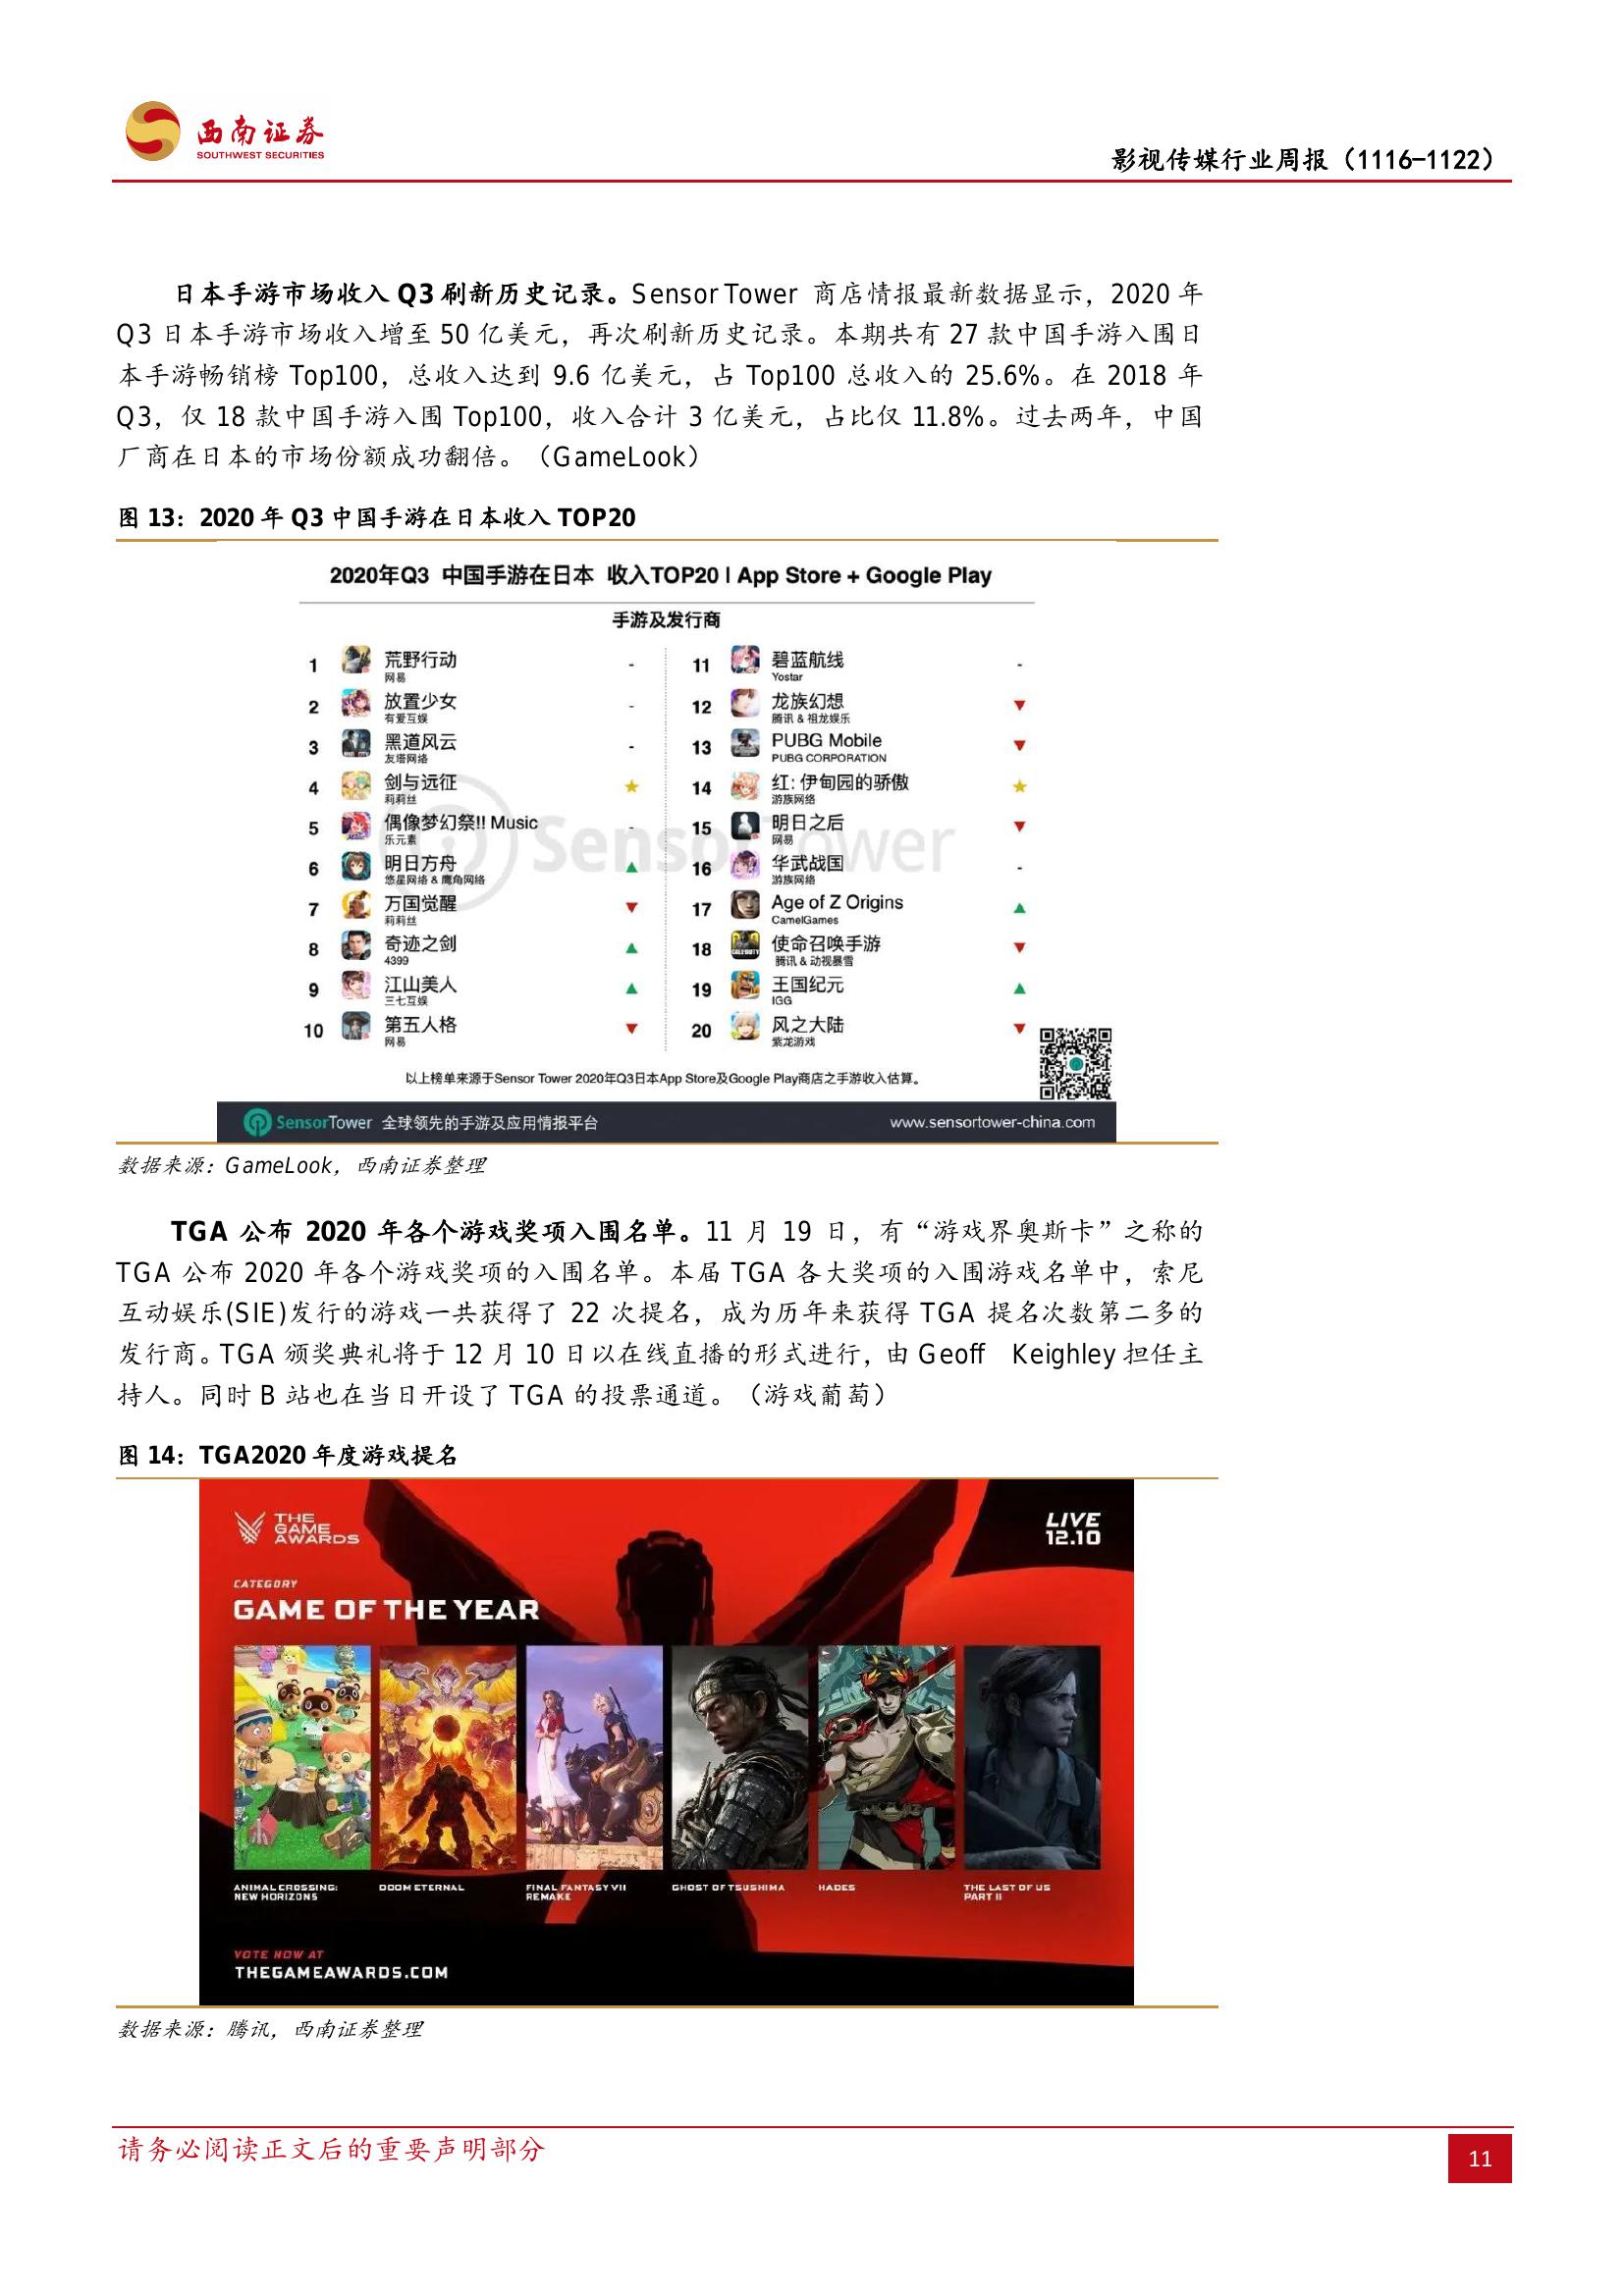 西南证券
SOUTHWEST SECURITIES
影视传媒行业周报（1116-1122）
日本手游市场收入 Q3 刷新历史记录。Sensor Tower 商店情报最新数据显示，2020 年
Q3 日本手游市场收入增至 50 亿美元，再次刷新历史记录。本期共有 27 款中国手游入围日
本手游畅销榜 Top100，总收入达到 9.6 亿美元，占 Top100 总收入的 25.6%。在 2018 年
Q3，仅 18 款中国手游入围 Top100，收入合计 3 亿美元，占比仅 11.8%。过去两年，中国
厂商在日本的市场份额成功翻倍。（GameLook）
图 13：2020 年 Q3 中国手游在日本收入 TOP20
2020年Q3 中国手游在日本 收入TOP20 | App Store + Google Play
手游及发行商
1 荒野行动 -
网易
2 放置少女 -
有爱互娱
3 黑道风云 -
友塔网络
4 剑与远征 ★
莉莉丝
5 偶像梦幻祭!! Music -
乐元素
6 明日方舟 ▲
悠星网络 & 鹰角网络
7 万国觉醒 ▼
莉莉丝
8 奇迹之剑 ▲
4399
9 江山美人 ▲
三七互娱
10 第五人格 ▼
网易
11 碧蓝航线 -
Yostar
12 龙族幻想 ▼
腾讯 & 祖龙娱乐
13 PUBG Mobile ▼
PUBG CORPORATION
14 红: 伊甸园的骄傲 ★
游族网络
15 明日之后 ▼
网易
16 华武战国 -
游族网络
17 Age of Z Origins ▲
CamelGames
18 使命召唤手游 ▼
腾讯 & 动视暴雪
19 王国纪元 ▲
IGG
20 风之大陆 ▼
紫龙游戏
SensorTower
以上榜单来源于Sensor Tower 2020年Q3日本App Store及Google Play商店之手游收入估算。
SensorTower 全球领先的手游及应用情报平台 www.sensortower-china.com
数据来源：GameLook，西南证券整理
TGA 公布 2020 年各个游戏奖项入围名单。11 月 19 日，有“游戏界奥斯卡”之称的
TGA 公布 2020 年各个游戏奖项的入围名单。本届 TGA 各大奖项的入围游戏名单中，索尼
互动娱乐(SIE)发行的游戏一共获得了 22 次提名，成为历年来获得 TGA 提名次数第二多的
发行商。TGA 颁奖典礼将于 12 月 10 日以在线直播的形式进行，由 Geoff Keighley 担任主
持人。同时 B 站也在当日开设了 TGA 的投票通道。（游戏葡萄）
图 14：TGA2020 年度游戏提名
THE
GAME
AWARDS
LIVE
12.10
CATEGORY
GAME OF THE YEAR
ANIMAL CROSSING:
NEW HORIZONS
DOOM ETERNAL
FINAL FANTASY VII
REMAKE
GHOST OF TSUSHIMA
HADES
THE LAST OF US
PART II
VOTE NOW AT
THEGAMEAWARDS.COM
数据来源：腾讯，西南证券整理
请务必阅读正文后的重要声明部分
11